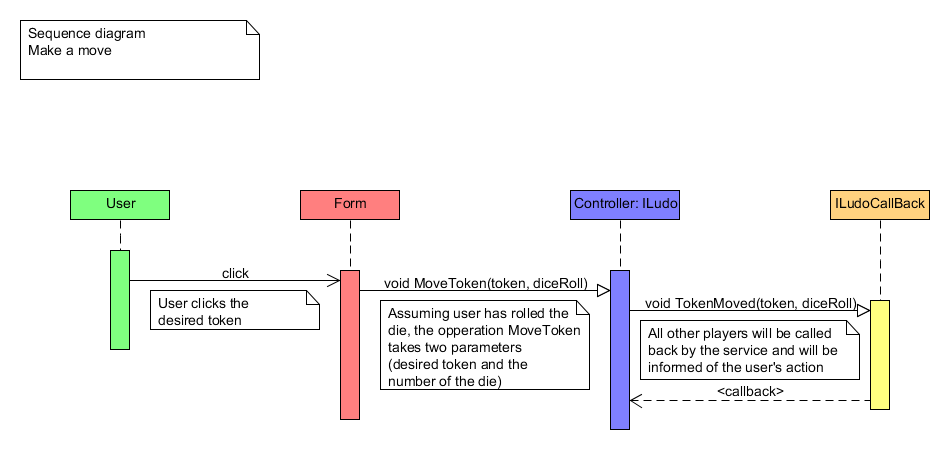 Sequence diagram
Make a move
User
Form
Controller: ILudo
ILudoCallBack
click
User clicks the
desired token
void MoveToken(token, diceRoll)
Assuming user has rolled the
die, the opperation MoveToken
takes two parameters
(desired token and the
number of the die)
void TokenMoved(token, diceRoll)
All other players will be called
back by the service and will be
informed of the user's action
<callback>